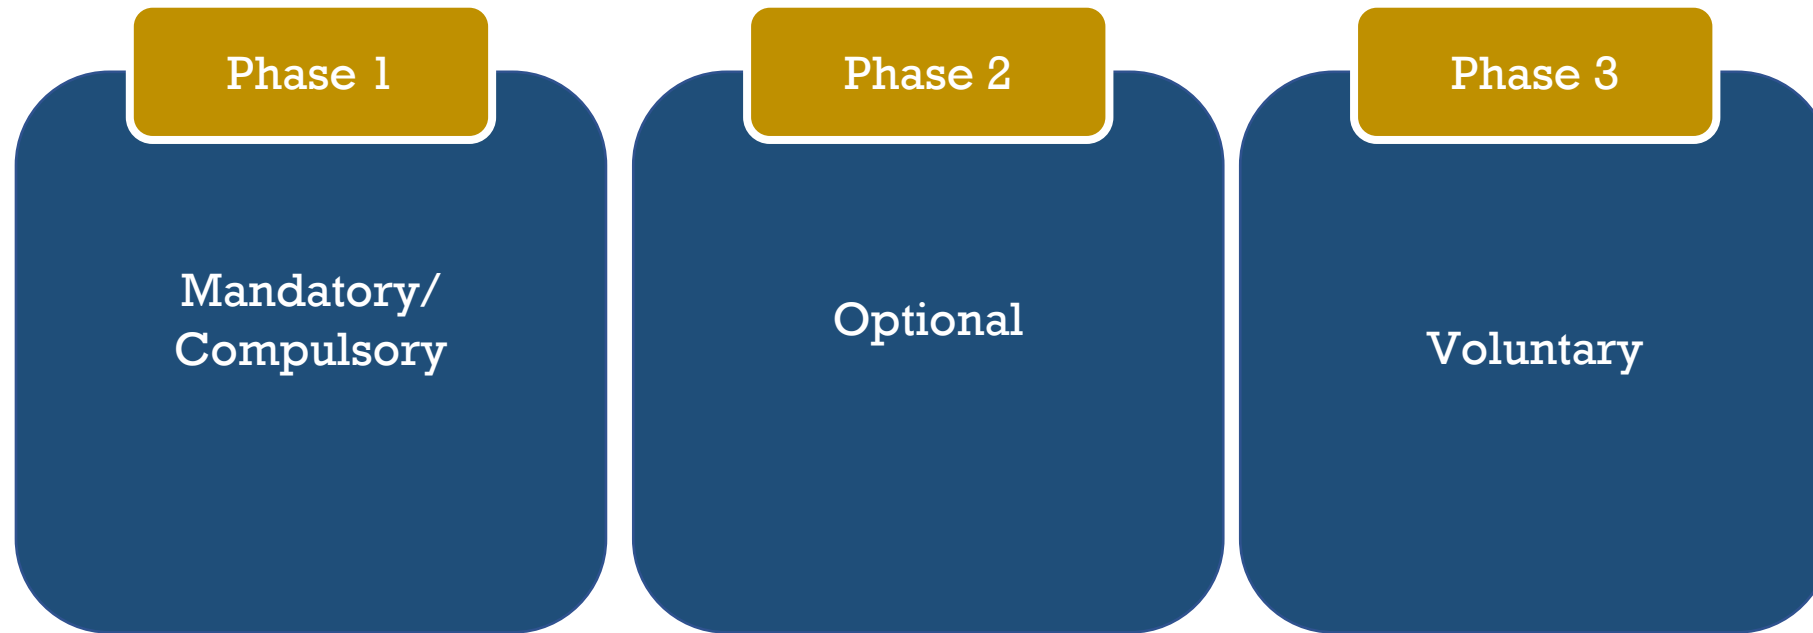 Phase 1
Mandatory/
Compulsory
Phase 2
Optional
Phase 3
Voluntary